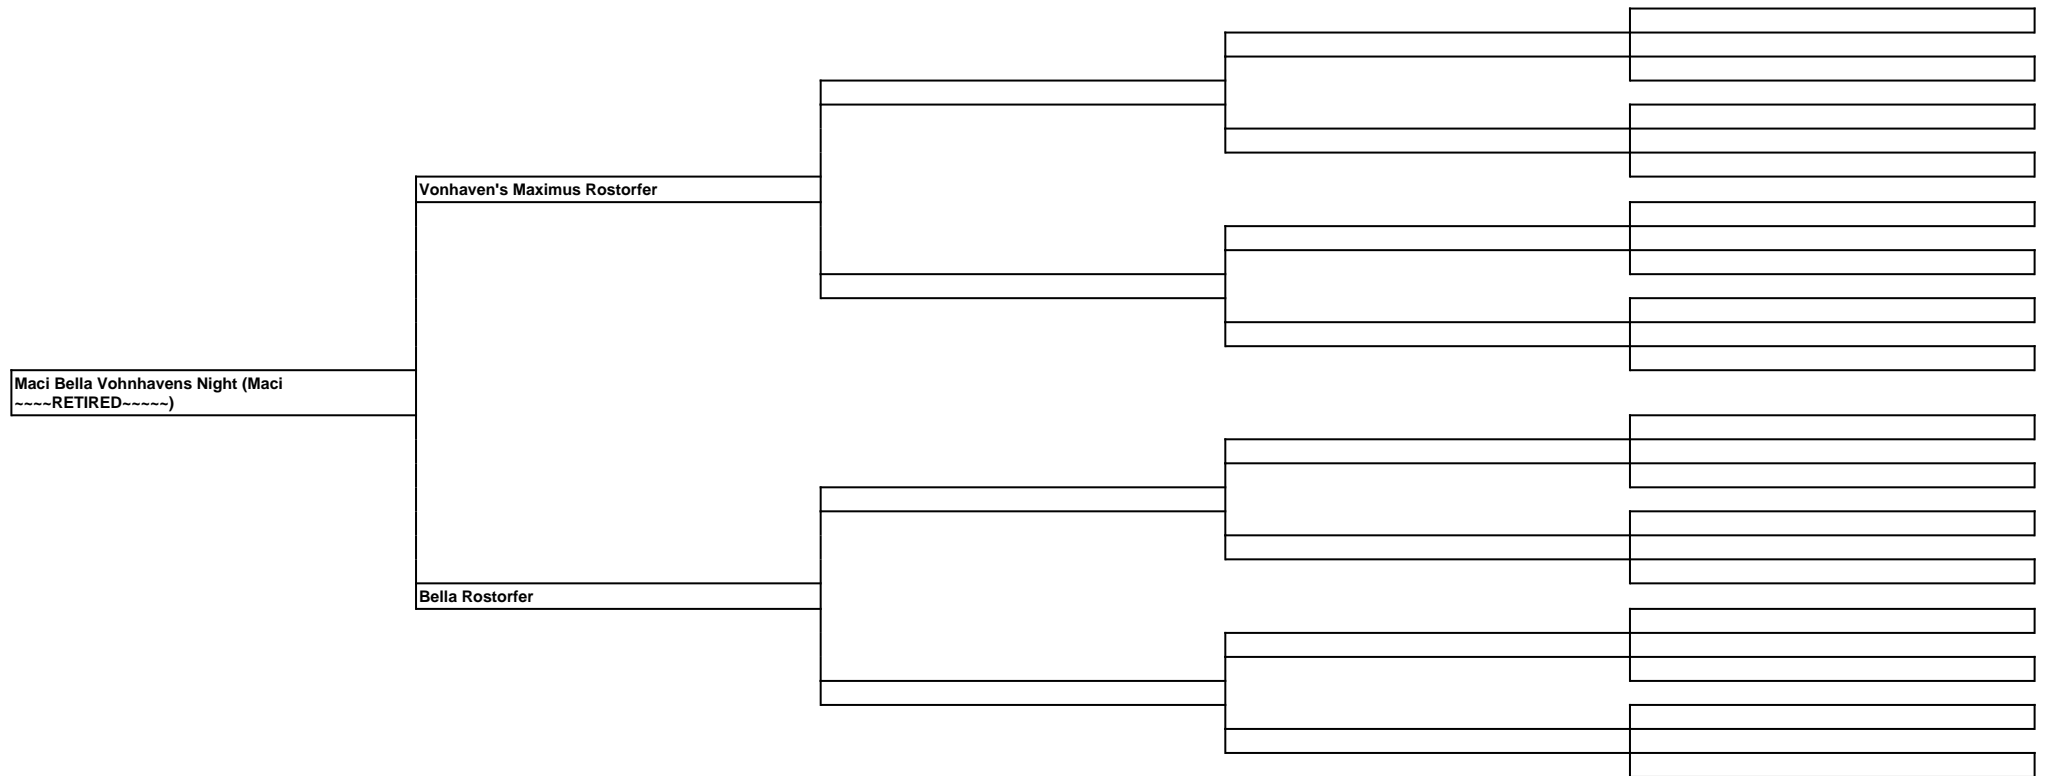 Vonhaven's Maximus Rostorfer
Maci Bella Vohnhavens Night (Maci
~~~~RETIRED~~~~~)
Bella Rostorfer